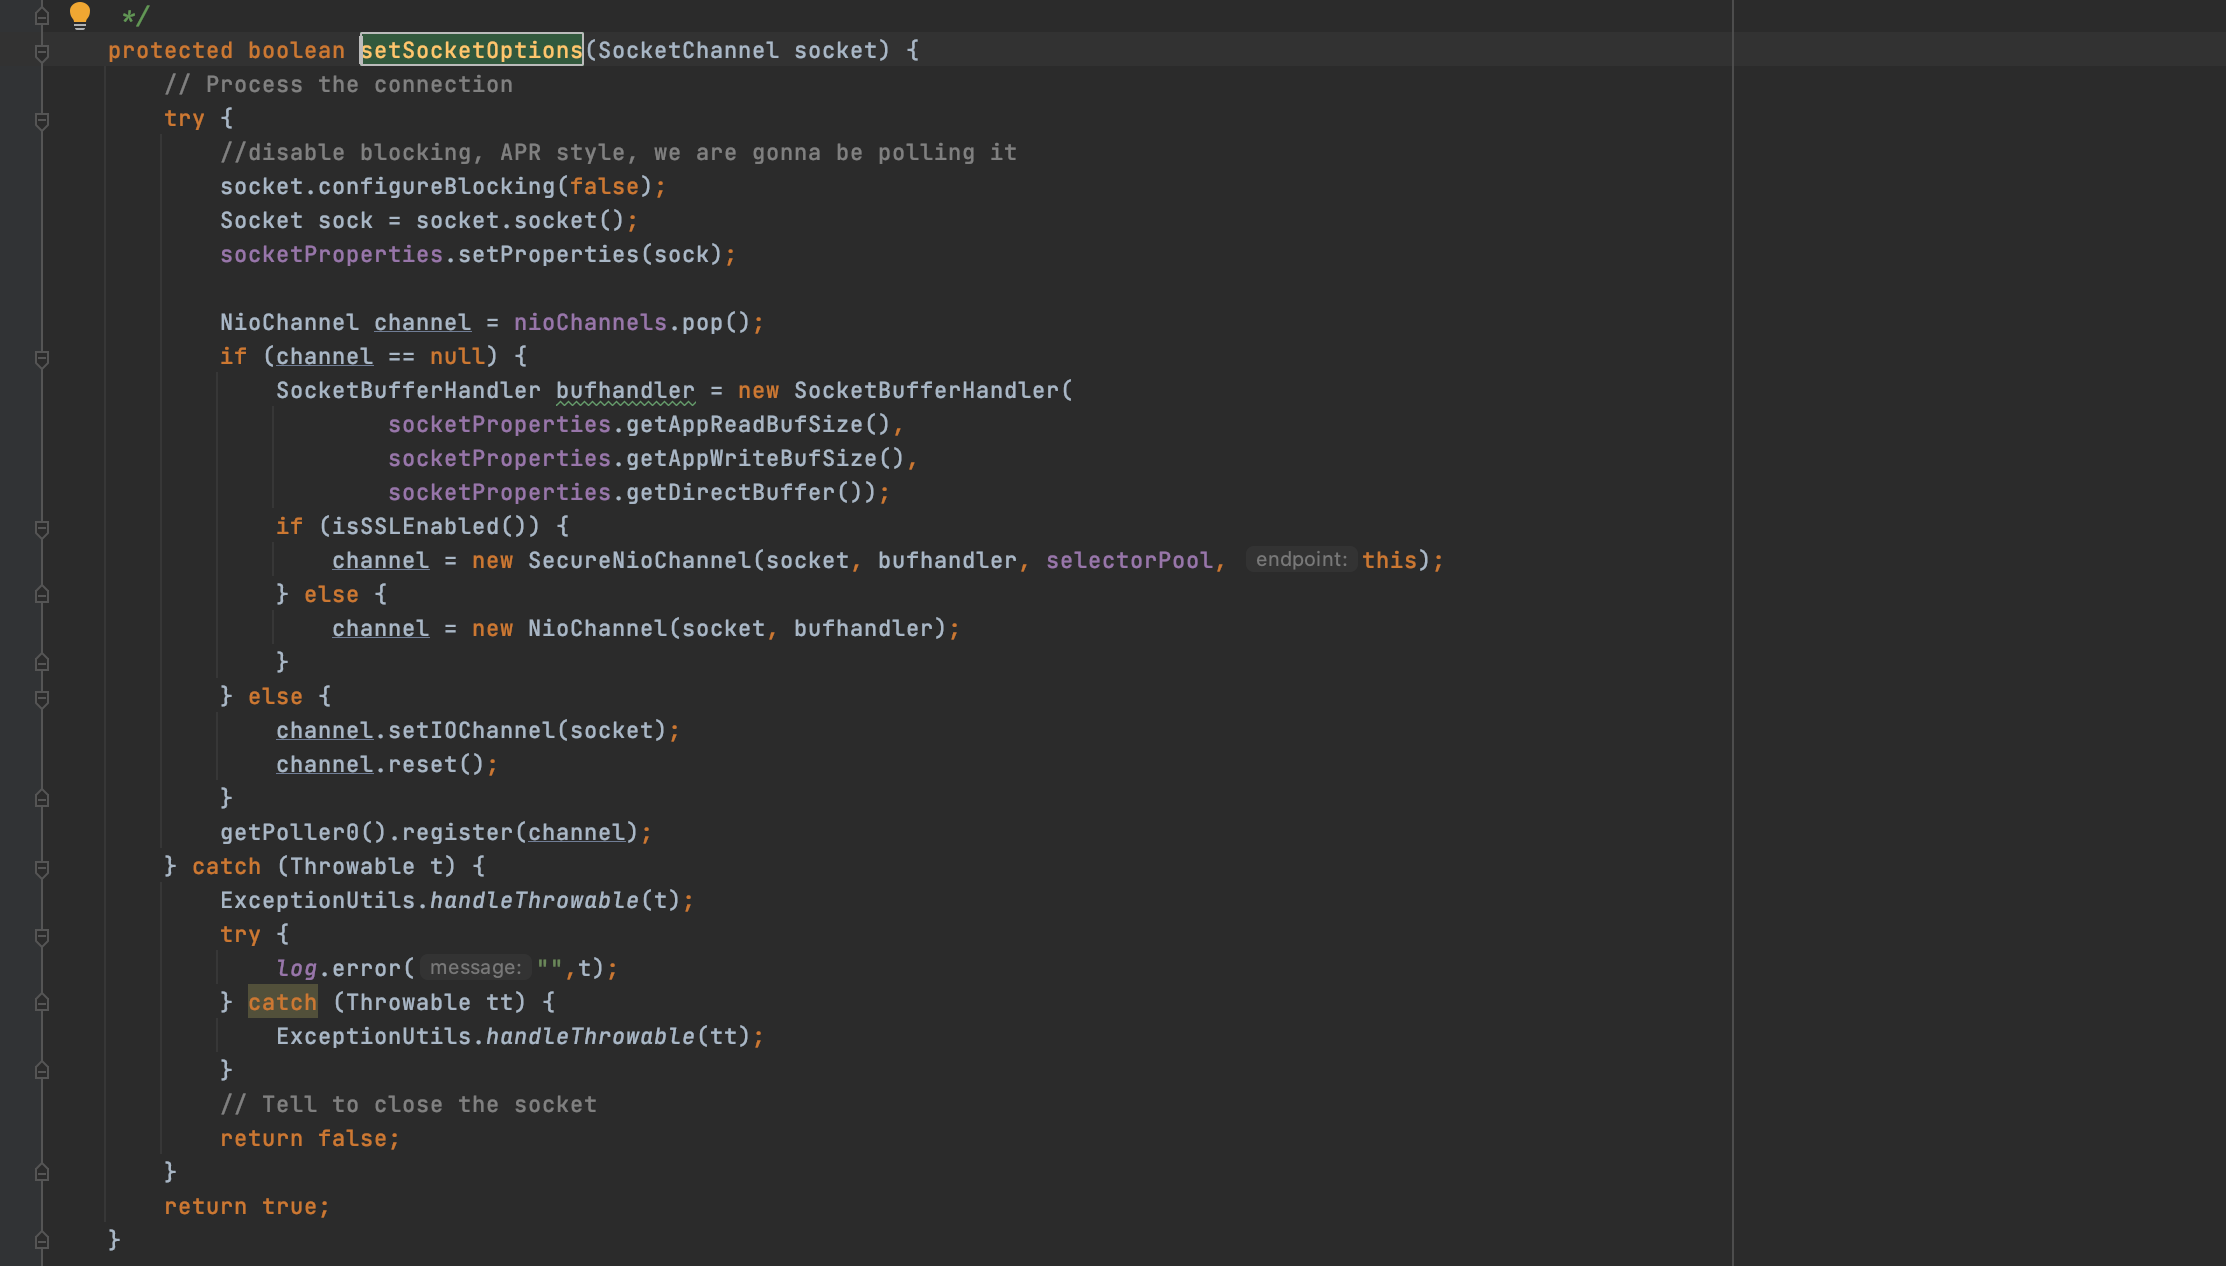 */
protected boolean setSocketOptions(SocketChannel socket) {
// Process the connection
try {
//disable blocking, APR style, we are gonna be polling it
socket.configureBlocking(false);
Socket sock = socket.socket();
socketProperties.setProperties(sock);
NioChannel channel = nioChannels.pop();
if (channel == null) {
SocketBufferHandler bufhandler = new SocketBufferHandler(
socketProperties.getAppReadBufSize(),
socketProperties.getAppWriteBufSize(),
socketProperties.getDirectBuffer());
if (isSSLEnabled()) {
channel = new SecureNioChannel(socket, bufhandler, selectorPool, endpoint: this);
} else {
channel = new NioChannel(socket, bufhandler);
}
} else {
channel.setIOChannel(socket);
channel.reset();
}
getPoller0().register(channel);
} catch (Throwable t) {
ExceptionUtils.handleThrowable(t);
try {
log.error( message: "",t);
} catch (Throwable tt) {
ExceptionUtils.handleThrowable(tt);
}
// Tell to close the socket
return false;
}
return true;
}